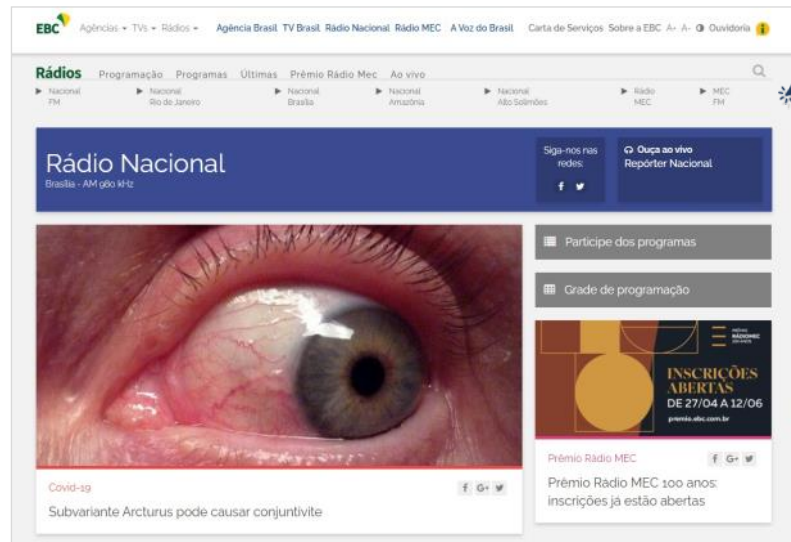 EBC Agências TVs Rádios Agência Brasil TV Brasil Rádio Nacional Rádio MEC A Voz do Brasil Carta de Serviços Sobre a EBC A+ A- Ouvidoria
Rádios Programação Programas Últimas Prêmio Rádio Mec Ao vivo
Nacional FM
Nacional Rio de Janeiro
Nacional Brasília
Nacional Amazônia
Nacional Alto Solimões
Rádio MEC
MEC FM
Rádio Nacional
Brasília - AM 980 kHz
Siga-nos nas
redes:
Ouça ao vivo
Repórter Nacional
Participe dos programas
Grade de programação
PRÊMIO
RÁDIOMEC
100 ANOS
INSCRIÇÕES
ABERTAS
DE 27/04 A 12/06
premio.ebc.com.br
Covid-19
Subvariante Arcturus pode causar conjuntivite
Prêmio Rádio MEC
Prêmio Rádio MEC 100 anos:
inscrições já estão abertas